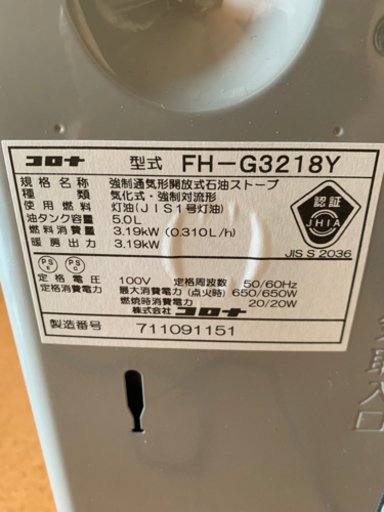 コロナ 型式 FH-G3218Y
規格名称 強制通気形開放式石油ストーブ
種類 気化式・強制対流形
使用燃料 灯油(JIS1号灯油)
油タンク容量 5.0L
燃料消費量 3.19kW (0.310L/h)
暖房出力 3.19kW
認証
JHIA
JIS S 2036
PS E PS C
定格電圧 100V 定格周波数 50/60Hz
定格消費電力 最大消費電力 (点火時) 650/650W
燃焼時消費電力 20/20W
株式会社 コロナ
製造番号 711091151
取入口